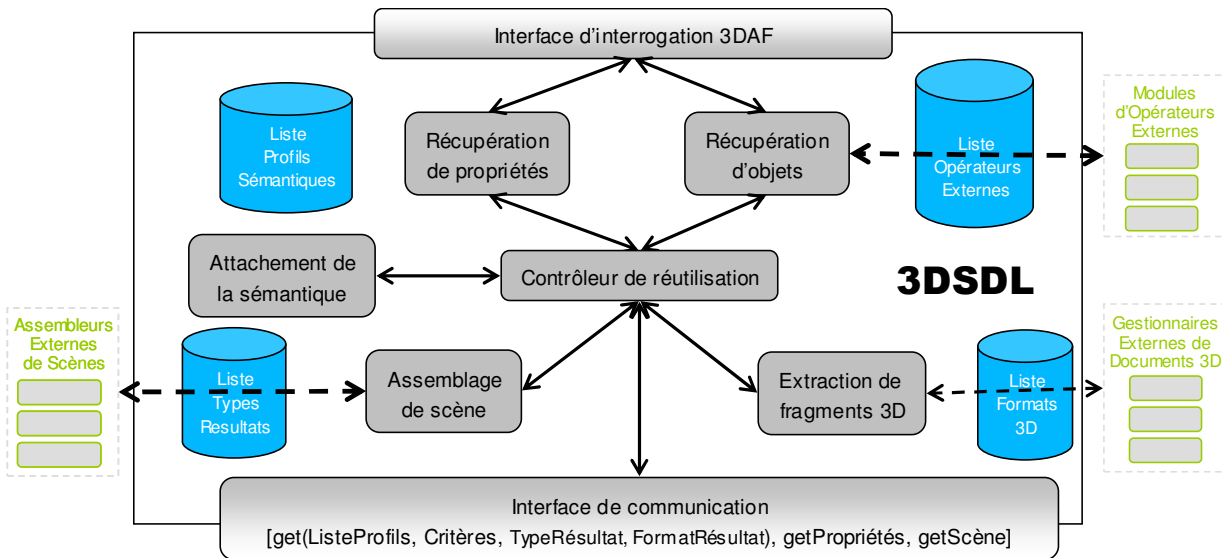 Interface d'interrogation 3DAF
Liste
Profils
Sémantiques
Récupération
de propriétés
Récupération
d'objets
Liste
Opérateurs
Externes
Modules
d'Opérateurs
Externes
Attachement de
la sémantique
Contrôleur de réutilisation
3DSDL
Assembleurs
Externes
de Scènes
Liste
Types
Resultats
Assemblage
de scène
Extraction de
fragments 3D
Liste
Formats
3D
Gestionnaires
Externes de
Documents 3D
Interface de communication
[get(ListeProfils, Critères, TypeRésultat, FormatRésultat), getPropriétés, getScène]